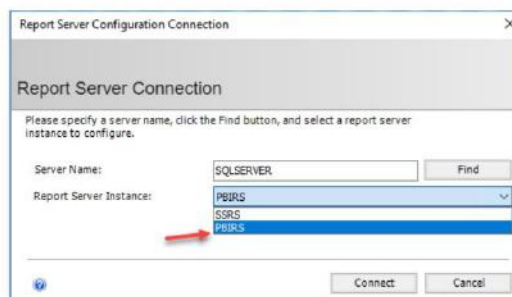 Report Server Configuration Connection
Report Server Connection
Please specify a server name, click the Find button, and select a report server
instance to configure.
Server Name: SQLSERVER Find
Report Server Instance: PBIRS
SSRS
PBIRS
Connect Cancel